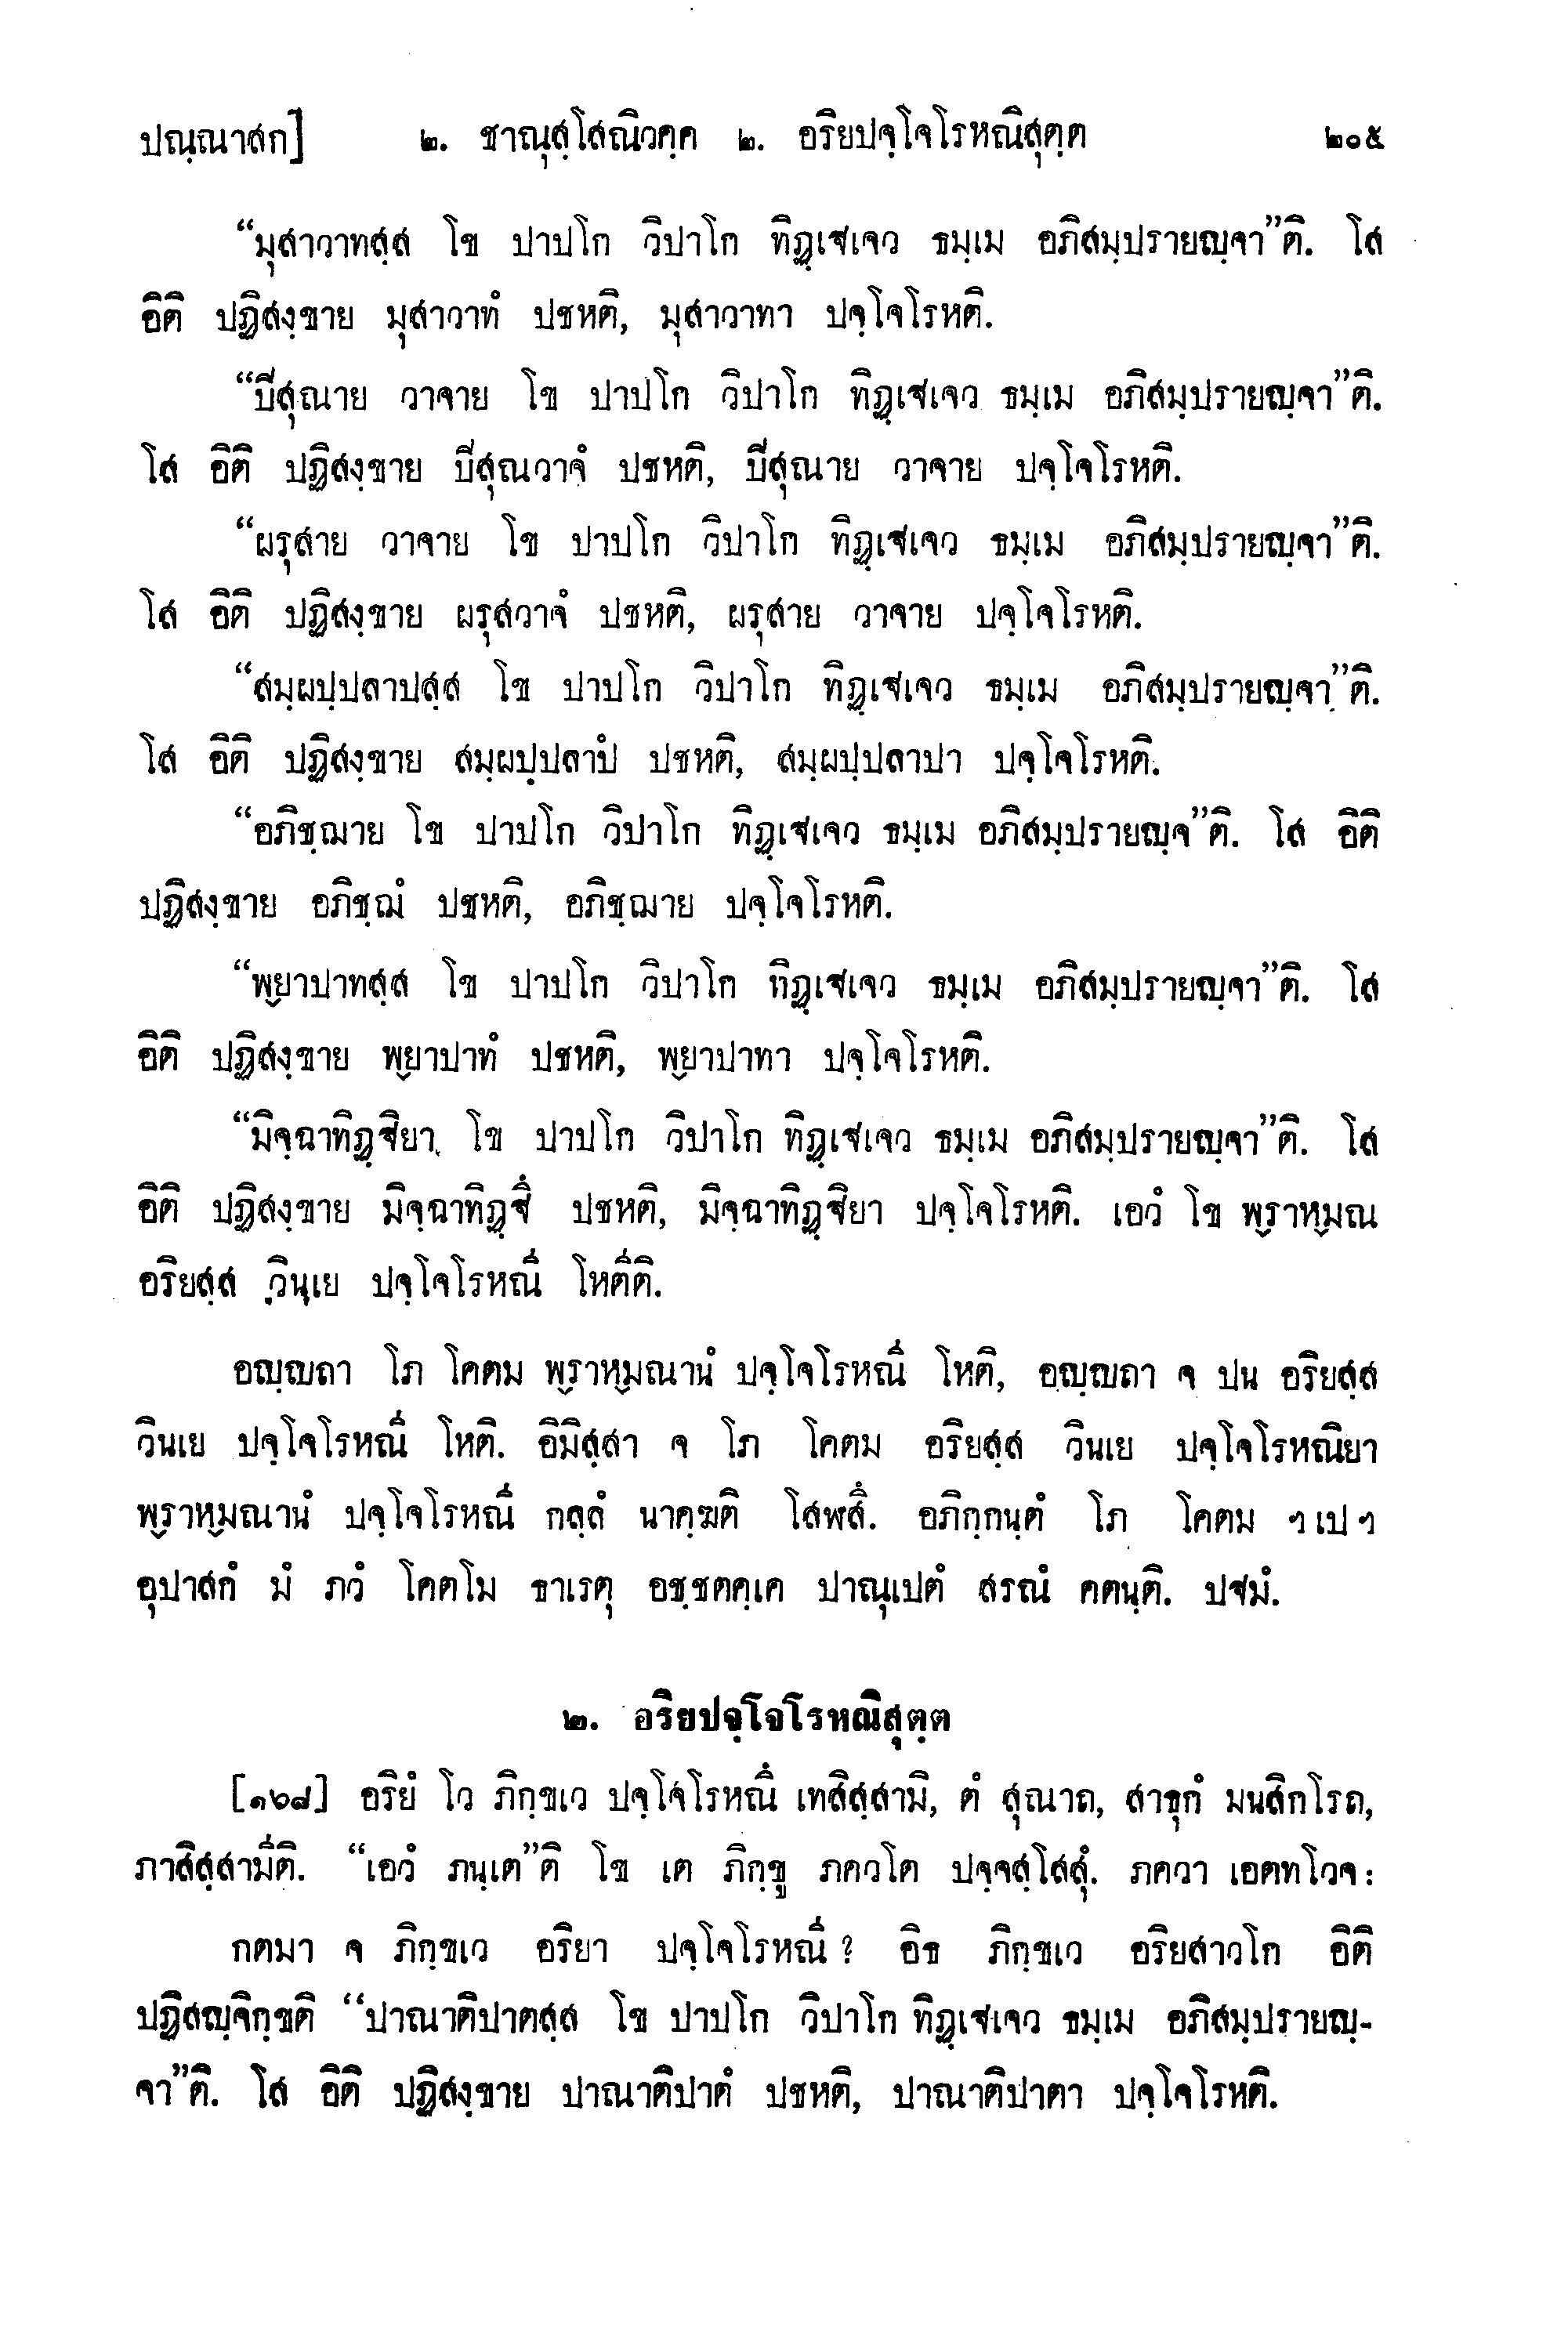 ปณฺณาสก] ๒. ชาณุสฺโสณิวคฺค ๒. อริยปจฺโจโรหณิสุตฺต ๒๐๕
“มุสาวาทสฺส โข ปาปโก วิปาโก ทิฏฺเฐเจว ธมฺเม อภิสมฺปรายญฺจา”ติ. โส
อิติ ปฏิสงฺขาย มุสาวาทํ ปชหติ, มุสาวาทา ปจฺโจโรหติ.
“ปิสุณาย วาจาย โข ปาปโก วิปาโก ทิฏฺเฐเจว ธมฺเม อภิสมฺปรายญฺจา”ติ.
โส อิติ ปฏิสงฺขาย ปิสุณวาจํ ปชหติ, ปิสุณาย วาจาย ปจฺโจโรหติ.
“ผรุสาย วาจาย โข ปาปโก วิปาโก ทิฏฺเฐเจว ธมฺเม อภิสมฺปรายญฺจา”ติ.
โส อิติ ปฏิสงฺขาย ผรุสวาจํ ปชหติ, ผรุสาย วาจาย ปจฺโจโรหติ.
“สมฺผปฺปลาปสฺส โข ปาปโก วิปาโก ทิฏฺเฐเจว ธมฺเม อภิสมฺปรายญฺจา”ติ.
โส อิติ ปฏิสงฺขาย สมฺผปฺปลาปํ ปชหติ, สมฺผปฺปลาปา ปจฺโจโรหติ.
“อภิชฺฌาย โข ปาปโก วิปาโก ทิฏฺเฐเจว ธมฺเม อภิสมฺปรายญฺจ”ติ. โส อิติ
ปฏิสงฺขาย อภิชฺฌํ ปชหติ, อภิชฺฌาย ปจฺโจโรหติ.
“พฺยาปาทสฺส โข ปาปโก วิปาโก ทิฏฺเฐเจว ธมฺเม อภิสมฺปรายญฺจา”ติ. โส
อิติ ปฏิสงฺขาย พฺยาปาทํ ปชหติ, พฺยาปาทา ปจฺโจโรหติ.
“มิจฺฉาทิฏฺฐิยา โข ปาปโก วิปาโก ทิฏฺเฐเจว ธมฺเม อภิสมฺปรายญฺจา”ติ. โส
อิติ ปฏิสงฺขาย มิจฺฉาทิฏฺฐึ ปชหติ, มิจฺฉาทิฏฺฐิยา ปจฺโจโรหติ. เอวํ โข พฺราหฺมณ
อริยสฺส วินฺเย ปจฺโจโรหณี โหตีติ.
อญฺญถา โภ โคตม พฺราหฺมณานํ ปจฺโจโรหณี โหติ, อญฺญถา จ ปน อริยสฺส
วินเย ปจฺโจโรหณี โหติ. อิมิสฺสา จ โภ โคตม อริยสฺส วินเย ปจฺโจโรหณิยา
พฺราหฺมณานํ ปจฺโจโรหณี กลฺลํ นาคฺฆติ โสฬสึ. อภิกฺกนฺตํ โภ โคตม ฯ เป ฯ
อุปาสกํ มํ ภวํ โคตโม ธาเรตุ อชฺชตคฺเค ปาณุเปตํ สรณํ คตนฺติ. ปฐมํ.
๒. อริยปจฺโจโรหณิสุตฺต
[๑๖๘] อริยํ โว ภิกฺขเว ปจฺโจโรหณึ เทสิสฺสามิ, ตํ สุณาถ, สาธุกํ มนสิกโรถ,
ภาสิสฺสามีติ. “เอวํ ภนฺเต”ติ โข เต ภิกฺขู ภควโต ปจฺจสฺโสสุํ. ภควา เอตทโวจ :
กตมา จ ภิกฺขเว อริยา ปจฺโจโรหณี ? อิธ ภิกฺขเว อริยสาวโก อิติ
ปฏิสญฺจิกฺขติ “ปาณาติปาตสฺส โข ปาปโก วิปาโก ทิฏฺเฐเจว ธมฺเม อภิสมฺปรายญฺ-
จา”ติ. โส อิติ ปฏิสงฺขาย ปาณาติปาตํ ปชหติ, ปาณาติปาตา ปจฺโจโรหติ.